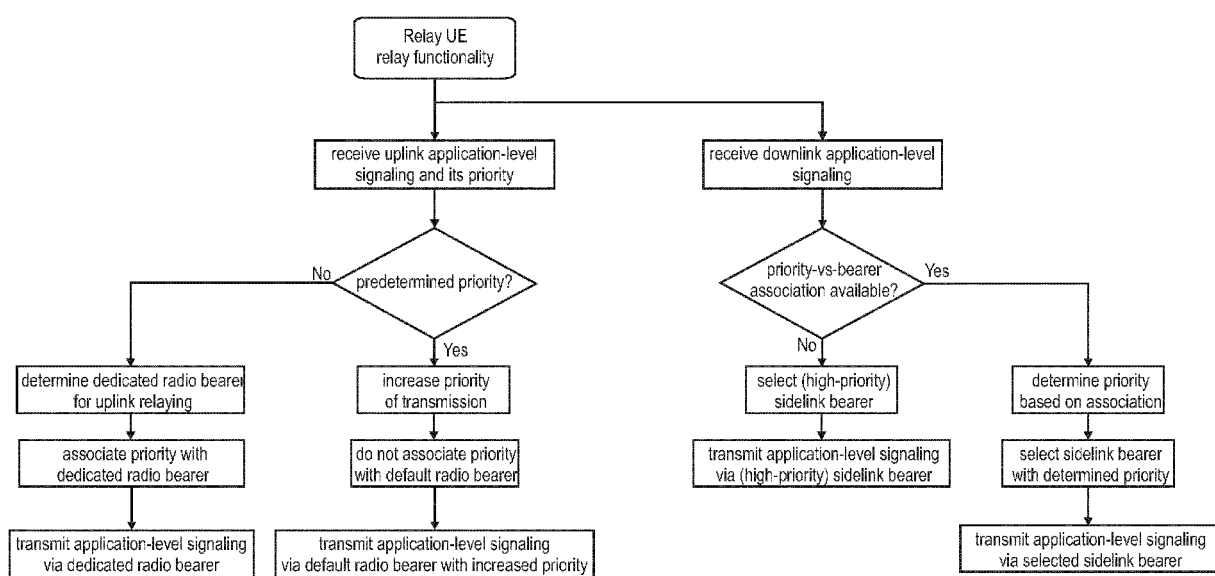 Relay UE
relay functionality
receive uplink application-level
signaling and its priority
receive downlink application-level
signaling
predetermined priority?
No
Yes
priority-vs-bearer
association available?
Yes
No
determine dedicated radio bearer
for uplink relaying
increase priority
of transmission
select (high-priority)
sidelink bearer
determine priority
based on association
associate priority with
dedicated radio bearer
do not associate priority
with default radio bearer
transmit application-level signaling
via (high-priority) sidelink bearer
select sidelink bearer
with determined priority
transmit application-level signaling
via dedicated radio bearer
transmit application-level signaling
via default radio bearer with increased priority
transmit application-level signaling
via selected sidelink bearer